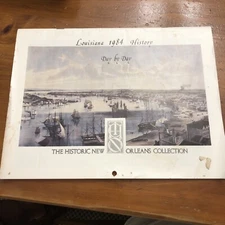 Louisiana 1984 History
Day by Day
THE HISTORIC NEW ORLEANS COLLECTION